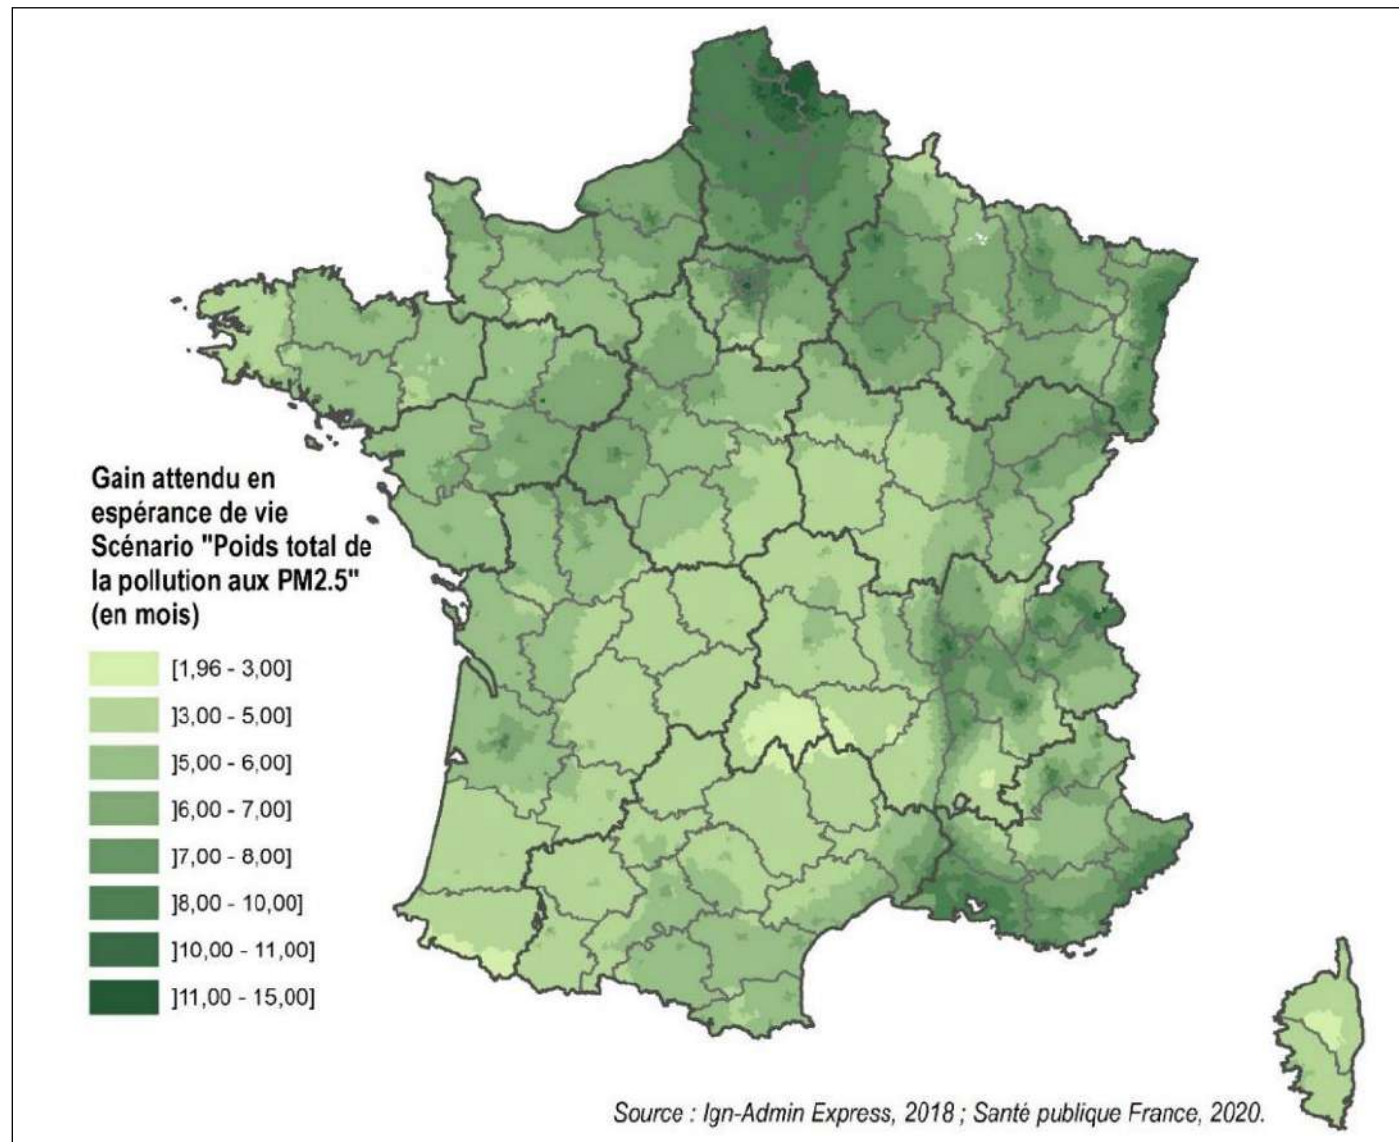 Gain attendu en
espérance de vie
Scénario "Poids total de
la pollution aux PM2.5"
(en mois)
[1,96 - 3,00]
]3,00 - 5,00]
]5,00 - 6,00]
]6,00 - 7,00]
]7,00 - 8,00]
]8,00 - 10,00]
]10,00 - 11,00]
]11,00 - 15,00]
Source : Ign-Admin Express, 2018 ; Santé publique France, 2020.